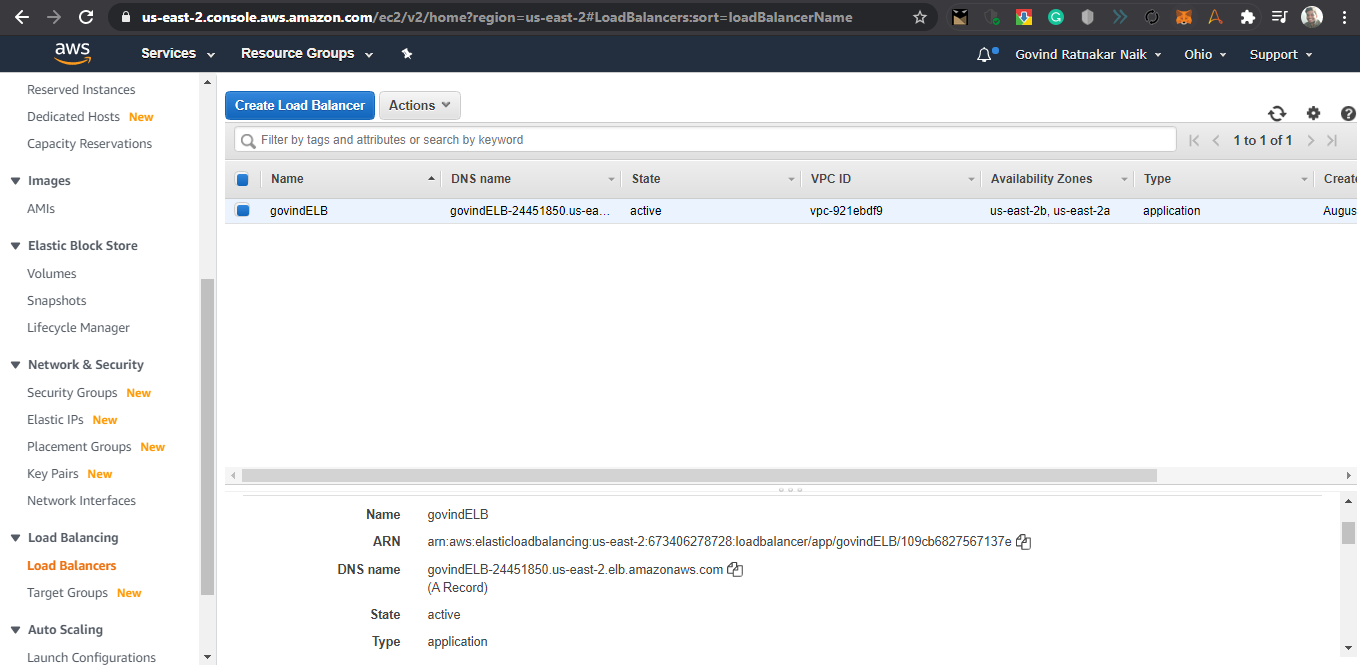 us-east-2.console.aws.amazon.com/ec2/v2/home?region=us-east-2#LoadBalancers:sort=loadBalancerName
aws Services Resource Groups Govind Ratnakar Naik Ohio Support
Reserved Instances
Dedicated Hosts New
Capacity Reservations
Images
AMIs
Elastic Block Store
Volumes
Snapshots
Lifecycle Manager
Network & Security
Security Groups New
Elastic IPs New
Placement Groups New
Key Pairs New
Network Interfaces
Load Balancing
Load Balancers
Target Groups New
Auto Scaling
Launch Configurations
Create Load Balancer Actions
Filter by tags and attributes or search by keyword 1 to 1 of 1
Name DNS name State VPC ID Availability Zones Type Create
govindELB govindELB-24451850.us-ea... active vpc-921ebdf9 us-east-2b, us-east-2a application Augus
Name govindELB
ARN arn:aws:elasticloadbalancing:us-east-2:673406278728:loadbalancer/app/govindELB/109cb6827567137e
DNS name govindELB-24451850.us-east-2.elb.amazonaws.com
(A Record)
State active
Type application